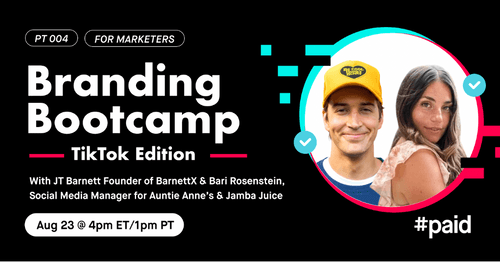 PT 004
FOR MARKETERS
Branding
Bootcamp
TikTok Edition
With JT Barnett Founder of BarnettX & Bari Rosenstein,
Social Media Manager for Auntie Anne's & Jamba Juice
Aug 23 @ 4pm ET/1pm PT
#paid